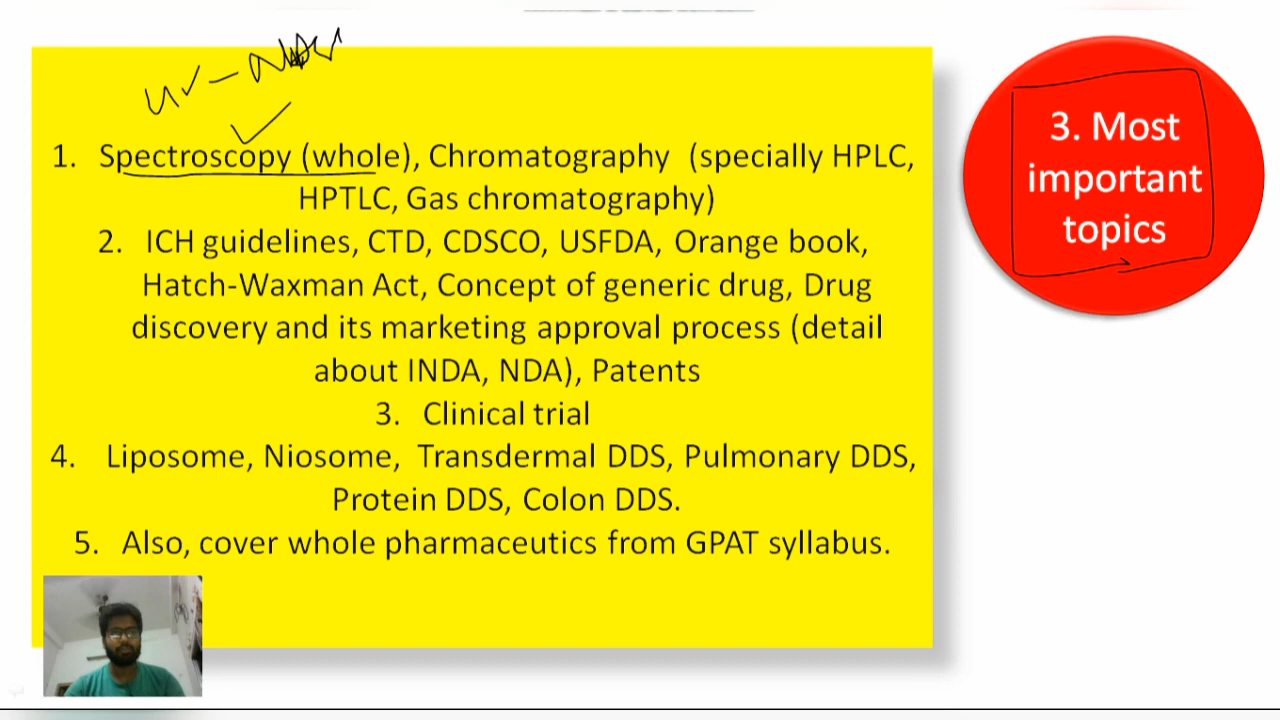 1. Spectroscopy (whole), Chromatography (specially HPLC,
HPTLC, Gas chromatography)
2. ICH guidelines, CTD, CDSCO, USFDA, Orange book,
Hatch-Waxman Act, Concept of generic drug, Drug
discovery and its marketing approval process (detail
about INDA, NDA), Patents
3. Clinical trial
4. Liposome, Niosome, Transdermal DDS, Pulmonary DDS,
Protein DDS, Colon DDS.
5. Also, cover whole pharmaceutics from GPAT syllabus.
3. Most
important
topics